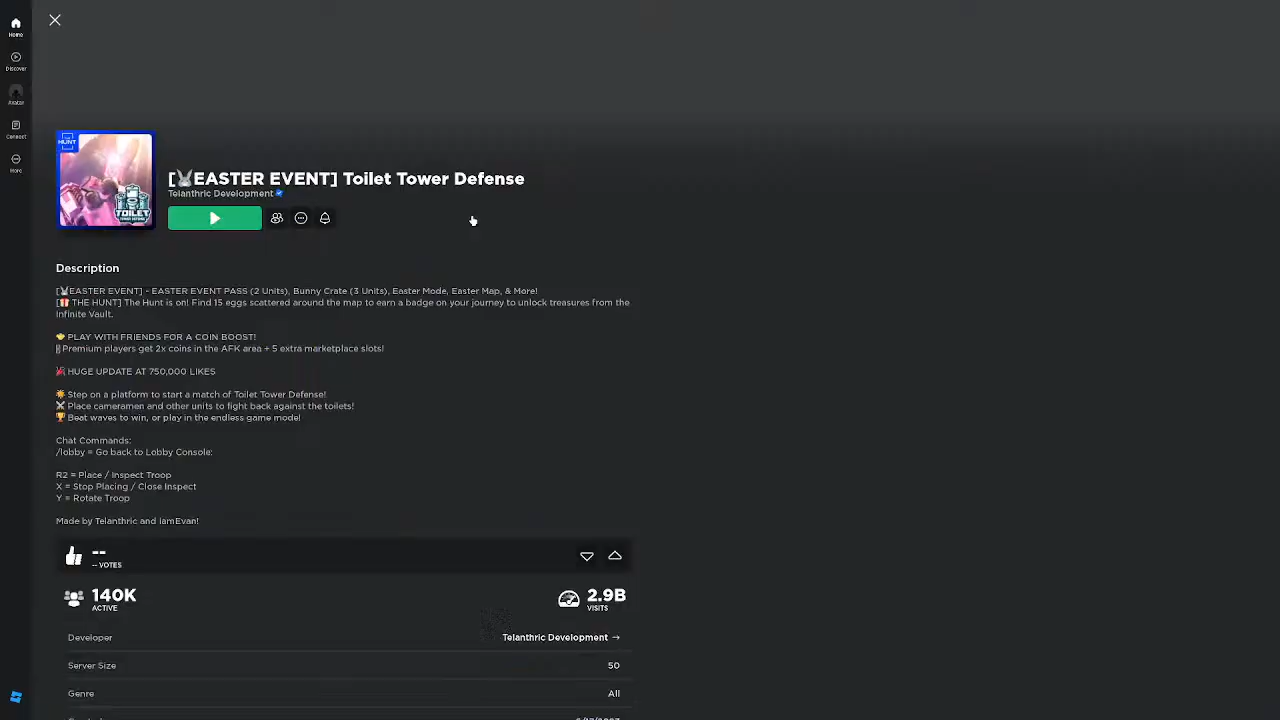 Home
Discover
Avatar
Connect
More
HUNT
TOILET
TOWER DEFENSE
[🐰EASTER EVENT] Toilet Tower Defense
Telanthric Development
Description
[🐰EASTER EVENT] - EASTER EVENT PASS (2 Units), Bunny Crate (3 Units), Easter Mode, Easter Map, & More!
[🎁 THE HUNT] The Hunt is on! Find 15 eggs scattered around the map to earn a badge on your journey to unlock treasures from the
Infinite Vault.
🤝 PLAY WITH FRIENDS FOR A COIN BOOST!
Premium players get 2x coins in the AFK area + 5 extra marketplace slots!
🎉 HUGE UPDATE AT 750,000 LIKES
☀️ Step on a platform to start a match of Toilet Tower Defense!
⚔️ Place cameramen and other units to fight back against the toilets!
🏆 Beat waves to win, or play in the endless game mode!
Chat Commands:
/lobby = Go back to Lobby Console:
R2 = Place / Inspect Troop
X = Stop Placing / Close Inspect
Y = Rotate Troop
Made by Telanthric and iamEvan!
--
-- VOTES
140K
ACTIVE
2.9B
VISITS
Developer
Telanthric Development →
Server Size
50
Genre
All